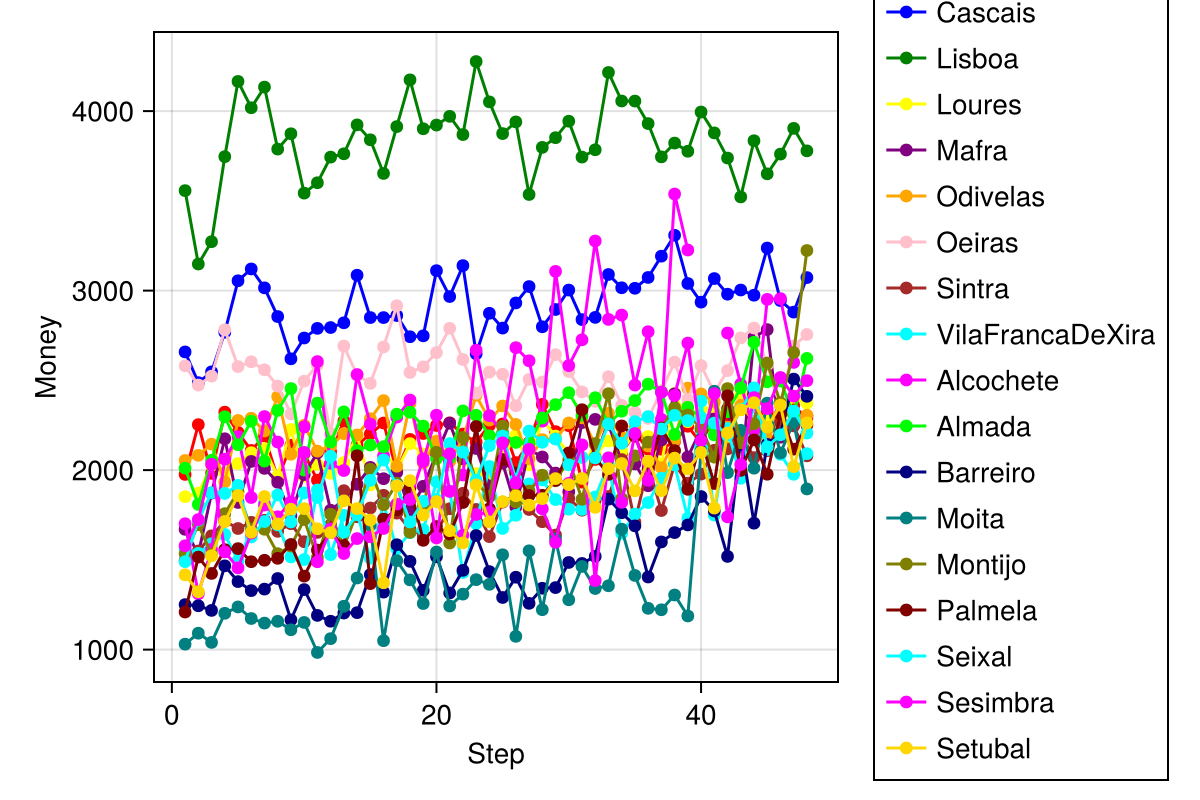 4000
3000
2000
1000
Money
0
20
40
Step
Cascais
Lisboa
Loures
Mafra
Odivelas
Oeiras
Sintra
VilaFrancaDeXira
Alcochete
Almada
Barreiro
Moita
Montijo
Palmela
Seixal
Sesimbra
Setubal